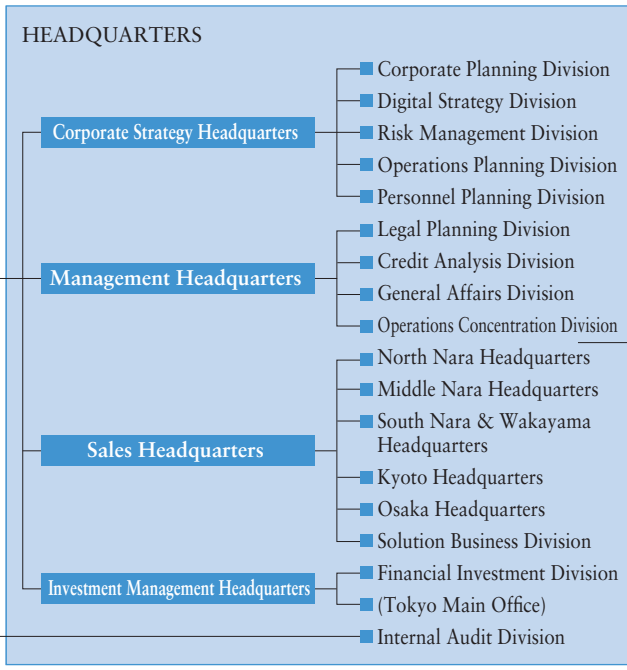 HEADQUARTERS
Corporate Strategy Headquarters
Corporate Planning Division
Digital Strategy Division
Risk Management Division
Operations Planning Division
Personnel Planning Division
Management Headquarters
Legal Planning Division
Credit Analysis Division
General Affairs Division
Operations Concentration Division
Sales Headquarters
North Nara Headquarters
Middle Nara Headquarters
South Nara & Wakayama
Headquarters
Kyoto Headquarters
Osaka Headquarters
Solution Business Division
Investment Management Headquarters
Financial Investment Division
(Tokyo Main Office)
Internal Audit Division